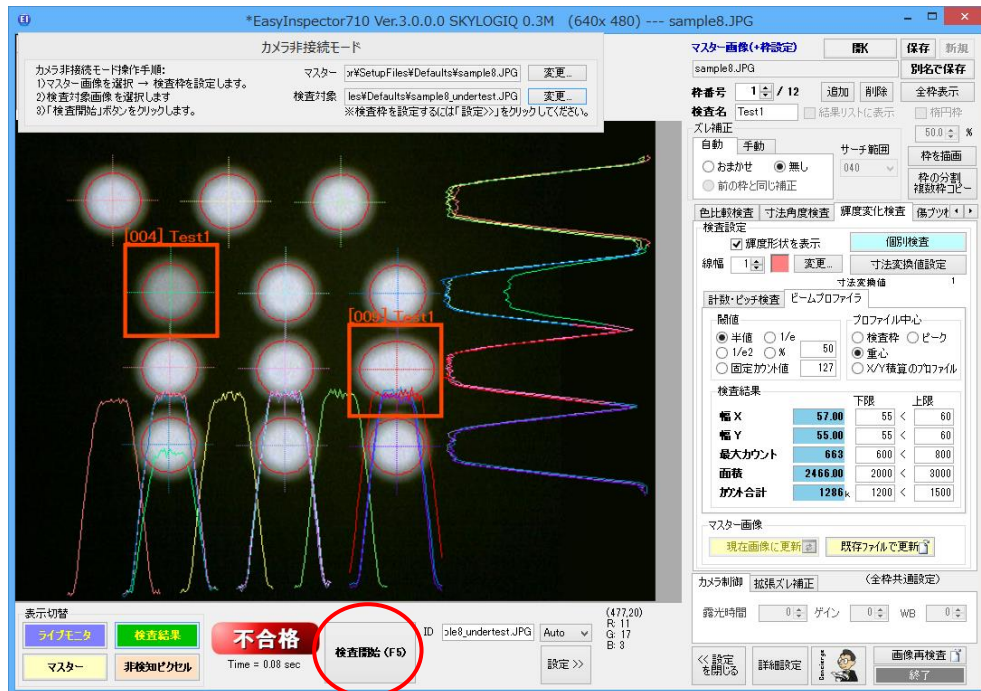 *EasyInspector710 Ver.3.0.0.0 SKYLOGIQ 0.3M (640x 480) --- sample8.JPG
カメラ非接続モード
カメラ非接続モード操作手順:
1)マスター画像を選択 → 検査枠を設定します。
2)検査対象画像を選択します
3)「検査開始」ボタンをクリックします。
マスター ɔr¥SetupFiles¥Defaults¥sample8.JPG 変更...
検査対象 les¥Defaults¥sample8_undertest.JPG 変更...
※検査枠を設定するには「設定>>」をクリックしてください。
[004] Test1
[005] Test1
マスター画像(+枠設定) 開K 保存 新規
sample8.JPG 別名で保存
枠番号 1 / 12 追加 削除 全枠表示
検査名 Test1 結果リストに表示 楕円枠
ズレ補正 50.0 %
自動 手動 サーチ範囲 枠を描画
おまかせ 無し 040
前の枠と同じ補正 枠の分割
複数枠コピー
色比較検査 寸法角度検査 輝度変化検査 傷ブツオ
検査設定
輝度形状を表示 個別検査
線幅 1 変更... 寸法変換値設定
寸法変換値 1
計数・ピッチ検査 ビームプロファイラ
閾値 プロファイル中心
半値 1/e 検査枠 ピーク
1/e2 % 50 重心
固定カウント値 127 X/Y積算のプロファイル
検査結果 下限 上限
幅 X 57.00 55 < 60
幅 Y 55.00 55 < 60
最大カウント 663 600 < 800
面積 2466.00 2000 < 3000
カウント合計 1286k 1200 < 1500
マスター画像
現在画像に更新 既存ファイルで更新
カメラ制御 拡張ズレ補正 (全枠共通設定)
露光時間 0 ゲイン 0 WB 0
<< 設定を閉じる 詳細設定 Concierge 画像再検査
終了
表示切替
ライブモニタ 検査結果
マスター 非検知ピクセル
不合格
Time = 0.08 sec
検査開始 (F5)
ID ple8_undertest.JPG Auto
設定 >>
(477,20)
R: 11
G: 17
B: 3